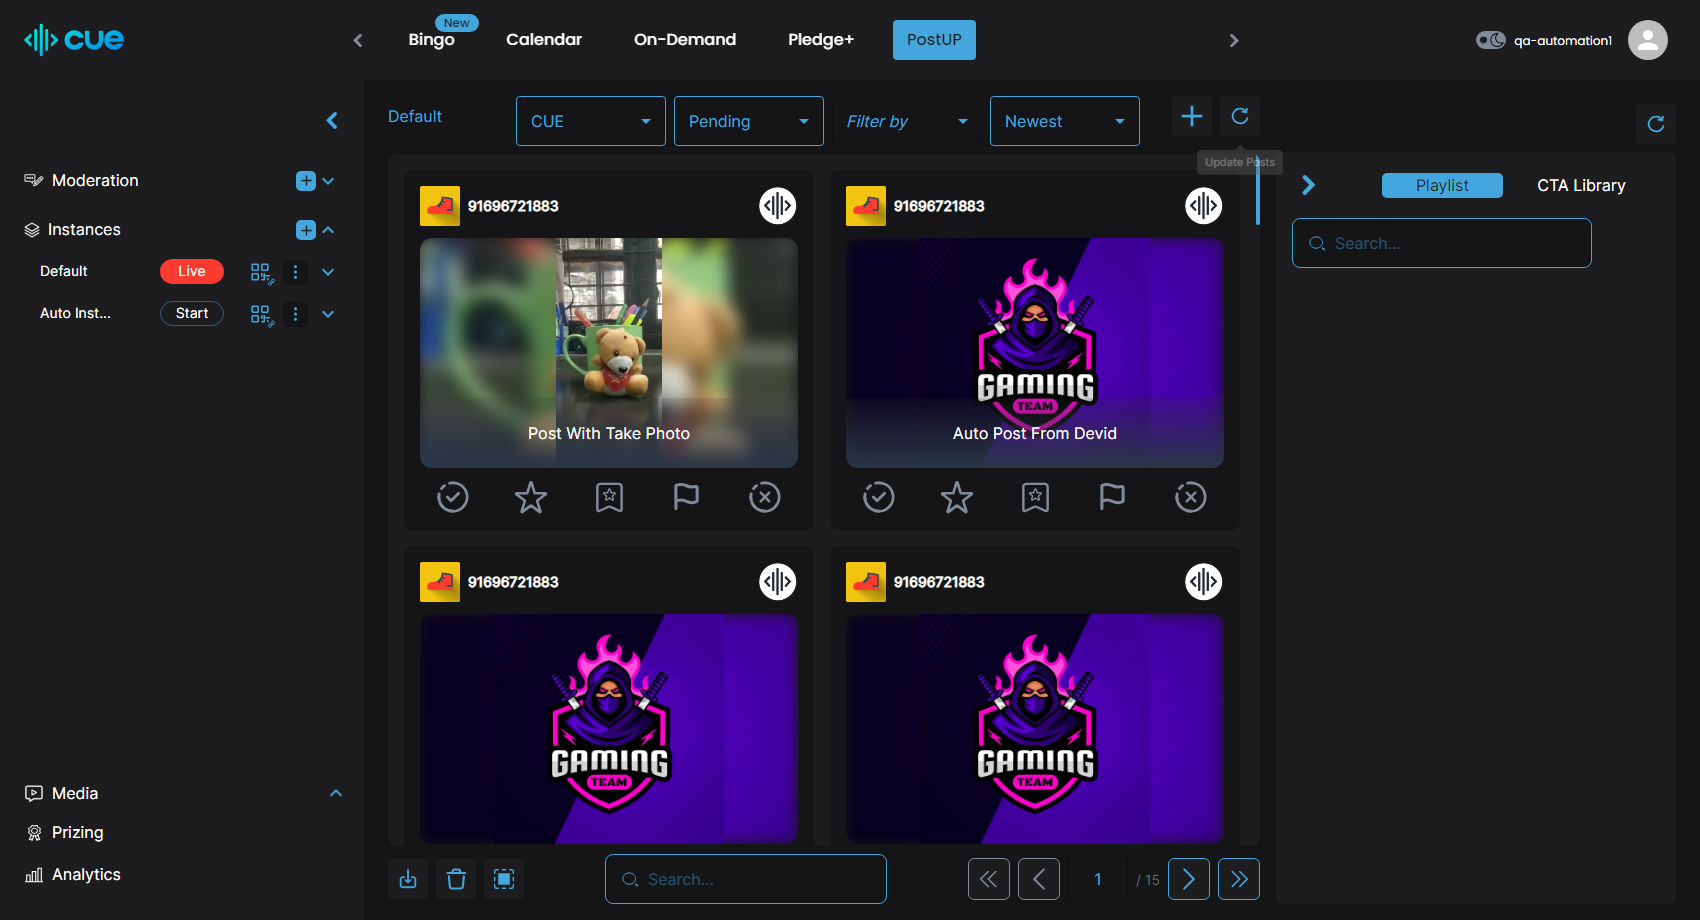 cue
New
Bingo
Calendar
On-Demand
Pledge+
PostUP
qa-automation1
Default
CUE
Pending
Filter by
Newest
Update Posts
Moderation
Instances
Default
Live
Auto Inst...
Start
Playlist
CTA Library
Search...
91696721883
91696721883
Post With Take Photo
GAMING
TEAM
Auto Post From Devid
91696721883
91696721883
GAMING
TEAM
GAMING
TEAM
Media
Prizing
Analytics
Search...
1
/ 15